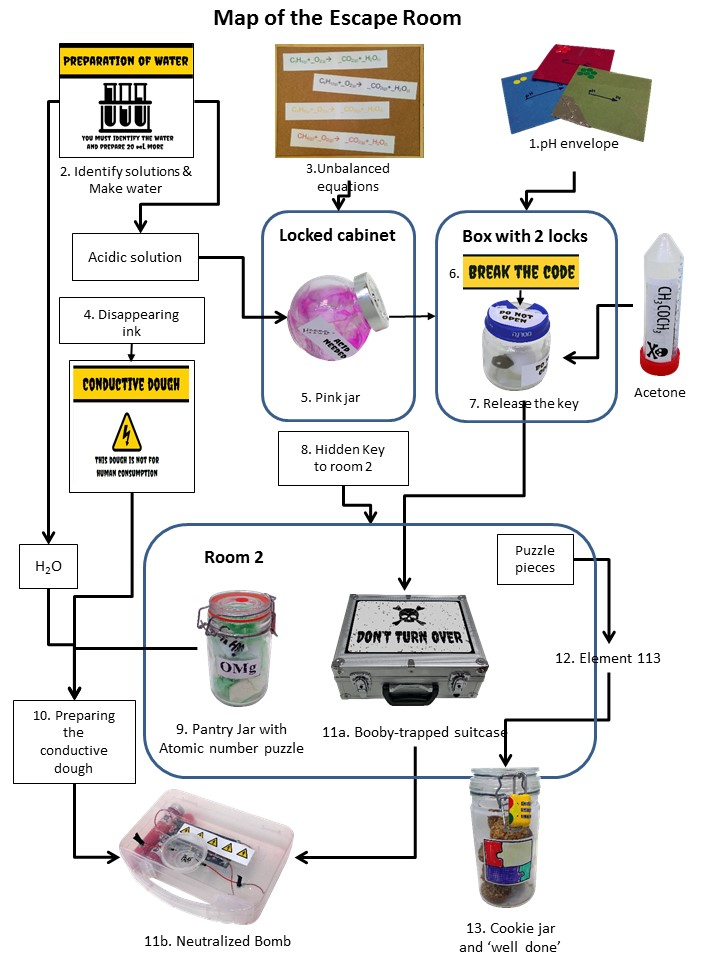 Map of the Escape Room
PREPARATION OF WATER
YOU MUST IDENTIFY THE WATER
AND PREPARE 20 mL MORE
2. Identify solutions &
Make water
3.Unbalanced
equations
1.pH envelope
Acidic solution
Locked cabinet
ACID
NEEDED
5. Pink jar
Box with 2 locks
6.
BREAK THE CODE
DO NOT
OPEN
7. Release the key
CH3COCH3
Acetone
4. Disappearing
ink
CONDUCTIVE DOUGH
THIS DOUGH IS NOT FOR
HUMAN CONSUMPTION
8. Hidden Key
to room 2
H2O
Room 2
Puzzle
pieces
OMg
DON'T TURN OVER
12. Element 113
9. Pantry Jar with
Atomic number puzzle
11a. Booby-trapped suitcase
10. Preparing
the
conductive
dough
11b. Neutralized Bomb
13. Cookie jar
and ‘well done’